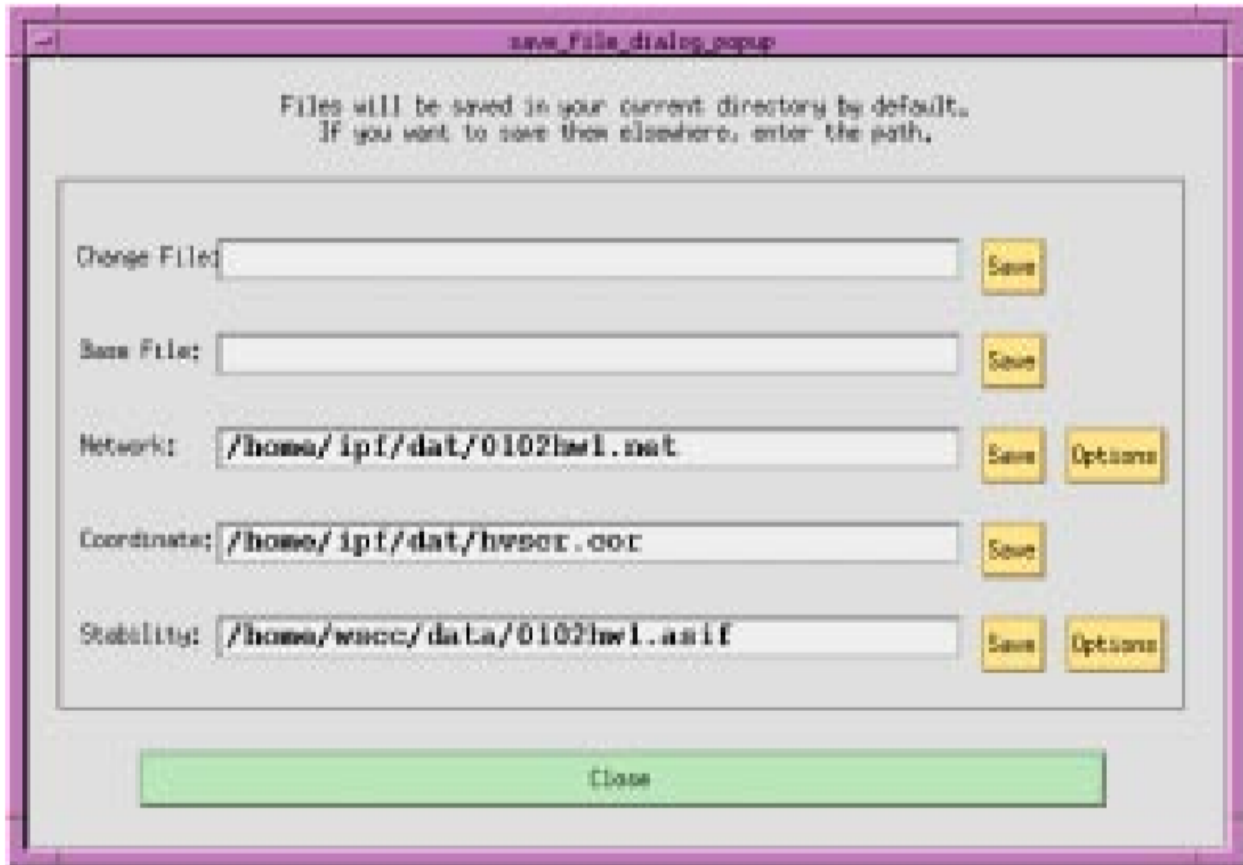 save_file_dialog_popup
Files will be saved in your current directory by default.
If you want to save them elsewhere, enter the path.
Change File: Save
Base File: Save
Network: /home/ipf/dat/0102hw1.net Save Options
Coordinate: /home/ipf/dat/hwscr.cor Save
Stability: /home/wscc/data/0102hw1.asif Save Options
Close